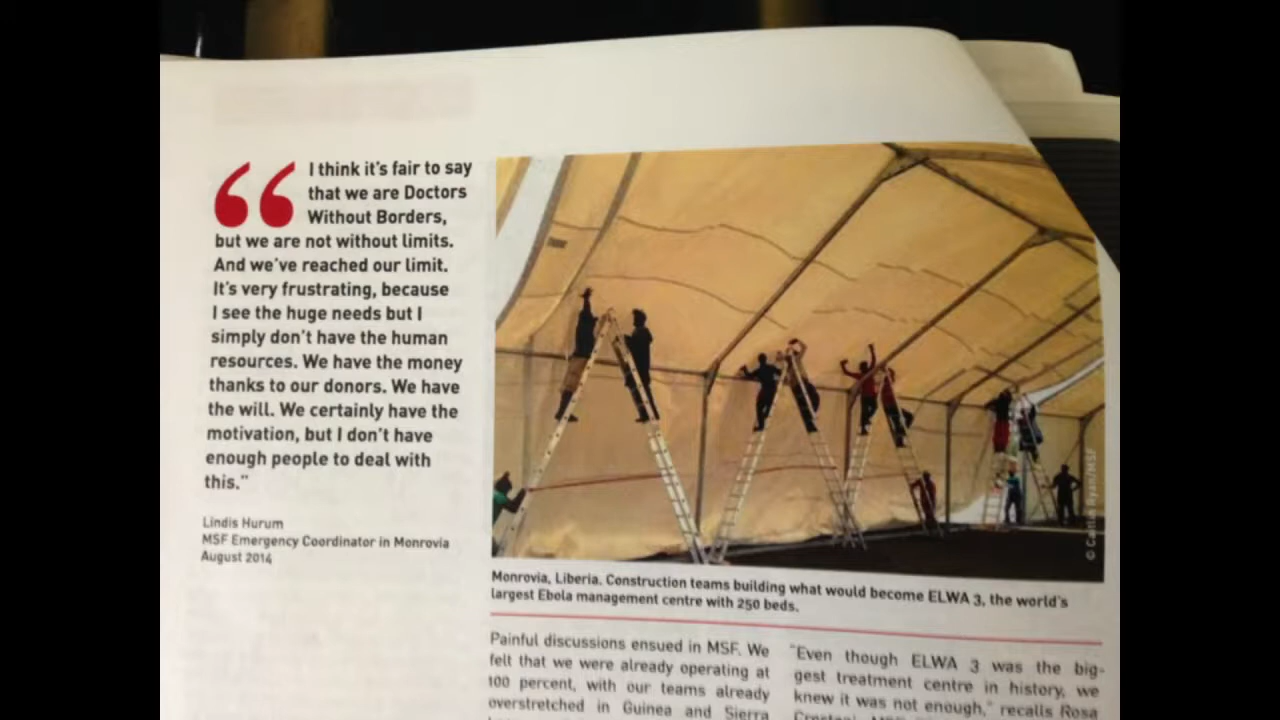 I think it's fair to say
that we are Doctors
Without Borders,
but we are not without limits.
And we've reached our limit.
It's very frustrating, because
I see the huge needs but I
simply don't have the human
resources. We have the money
thanks to our donors. We have
the will. We certainly have the
motivation, but I don't have
enough people to deal with
this."
Lindis Hurum
MSF Emergency Coordinator in Monrovia
August 2014
Ryan/MSF
Monrovia, Liberia. Construction teams building what would become ELWA 3, the world's
largest Ebola management centre with 250 beds.
Painful discussions ensued in MSF. We
felt that we were already operating at
100 percent, with our teams already
overstretched in Guinea and Sierra
"Even though ELWA 3 was the big-
gest treatment centre in history, we
knew it was not enough," recalls Rosa